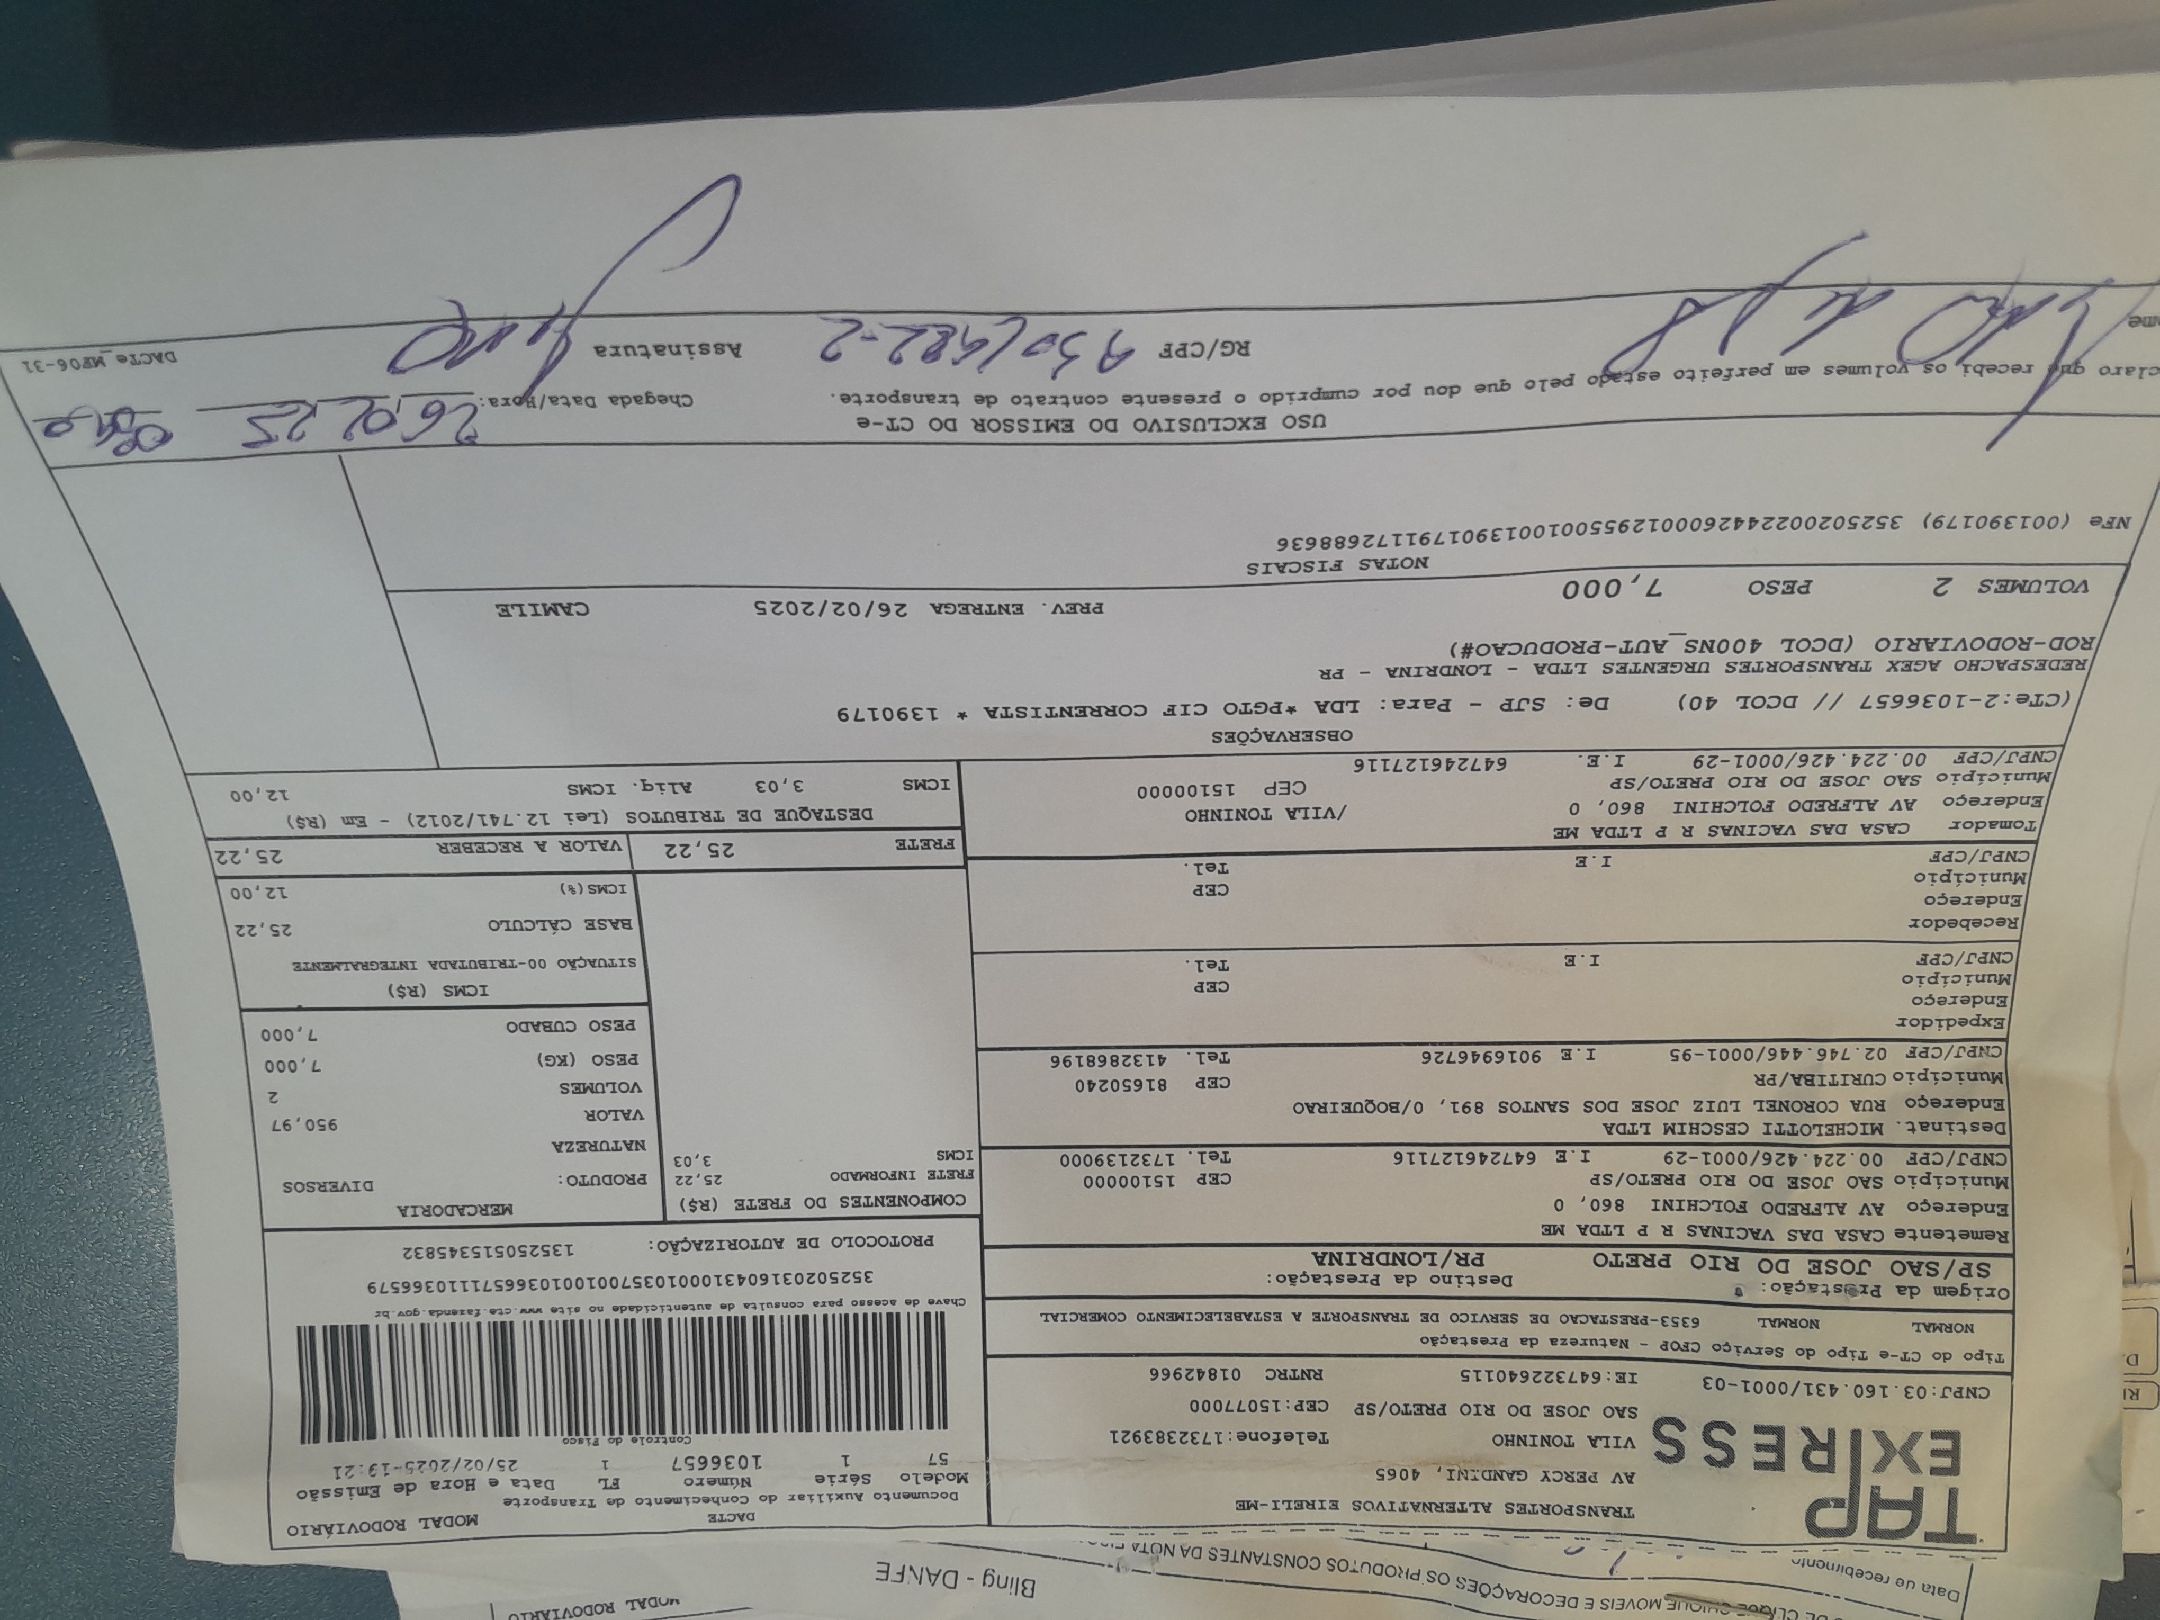 Data de recebimento
MOVEIS E DECORAÇÕES OS PRODUTOS CONSTANTES DA NOTA
Bling - DANFE
MODAL RODOVIÁRIO
TAP EXPRESS
TRANSPORTES ALTERNATIVOS EIRELI-ME
AV PERCY GANDINI, 4065
VILA TONINHO Telefone:1732383921
SAO JOSE DO RIO PRETO/SP CEP:15077000
CNPJ:03.160.431/0001-03 IE:647322640115 RNTRC 01842966
DACTE MODAL RODOVIÁRIO
Documento Auxiliar do Conhecimento de Transporte
Modelo Série Número FL Data e Hora de Emissão
57 1 1036657 1 25/02/2025-19:21
Controle do Fisco
Chave de acesso para consulta de autenticidade no site www.cte.fazenda.gov.br
35250203160431000103570010010366571110366579
PROTOCOLO DE AUTORIZAÇÃO: 135250515345832
Tipo do CT-e Tipo do Serviço CFOP - Natureza da Prestação
NORMAL NORMAL 6353-PRESTACAO DE SERVICO DE TRANSPORTE A ESTABELECIMENTO COMERCIAL
Origem da Prestação: Destino da Prestação:
SP/SAO JOSE DO RIO PRETO PR/LONDRINA
Remetente CASA DAS VACINAS R P LTDA ME
Endereço AV ALFREDO FOLCHINI 860, 0
Município SAO JOSE DO RIO PRETO/SP CEP 15100000
CNPJ/CPF 00.224.426/0001-29 I.E 647246127116 Tel. 1732139000
Destinat. MICHELOTTI CESCHIM LTDA
Endereço RUA CORONEL LUIZ JOSE DOS SANTOS 891, 0/BOQUEIRAO
Município CURITIBA/PR CEP 81650240
CNPJ/CPF 02.746.446/0001-95 I.E 9016946726 Tel. 4132868196
Expedidor
Endereço
Município CEP
CNPJ/CPF I.E Tel.
Recebedor
Endereço
Município CEP
CNPJ/CPF I.E Tel.
Tomador CASA DAS VACINAS R P LTDA ME
Endereço AV ALFREDO FOLCHINI 860, 0 /VILA TONINHO
Município SAO JOSE DO RIO PRETO/SP CEP 15100000
CNPJ/CPF 00.224.426/0001-29 I.E. 647246127116
COMPONENTES DO FRETE (R$)
FRETE INFORMADO 25,22
ICMS 3,03
MERCADORIA
PRODUTO: DIVERSOS
NATUREZA
VALOR 950,97
VOLUMES 2
PESO (KG) 7,000
PESO CUBADO 7,000
ICMS (R$)
SITUAÇÃO 00-TRIBUTADA INTEGRALMENTE
BASE CÁLCULO 25,22
ICMS(%) 12,00
FRETE 25,22 VALOR A RECEBER 25,22
DESTAQUE DE TRIBUTOS (Lei 12.741/2012) - Em (R$)
ICMS 3,03 Aliq. ICMS 12,00
OBSERVAÇÕES
(CTe:2-1036657 // DCOL 40) De: SJP - Para: LDA *PGTO CIF CORRENTISTA * 1390179
REDESPACHO AGEX TRANSPORTES URGENTES LTDA - LONDRINA - PR
ROD-RODOVIARIO (DCOL 400NS_AUT-PRODUCAO#)
VOLUMES 2 PESO 7,000 PREV. ENTREGA 26/02/2025 CAMILE
NOTAS FISCAIS
NFe (001390179) 35250200224426000129550010013901791172688636
USO EXCLUSIVO DO EMISSOR DO CT-e
claro que recebi os volumes em perfeito estado pelo que dou por cumprido o presente contrato de transporte.
Chegada Data/Hora: 26 02 25
RG/CPF Assinatura
DACTe_MF06-31